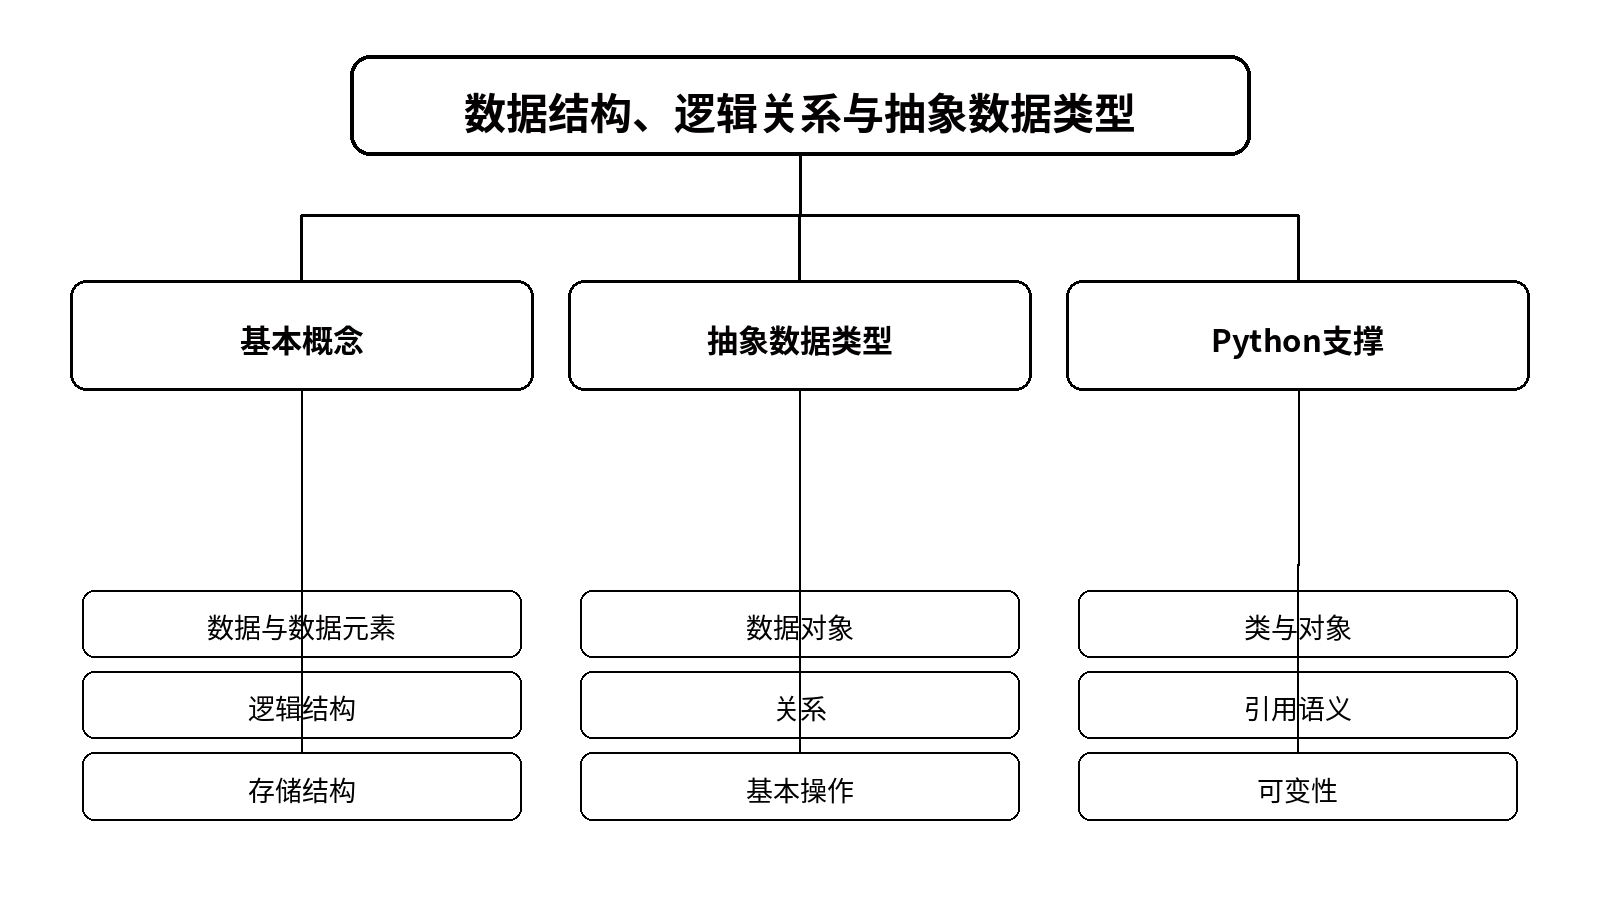 数据结构、逻辑关系与抽象数据类型
基本概念
抽象数据类型
Python支撑
数据与数据元素
数据对象
类与对象
逻辑结构
关系
引用语义
存储结构
基本操作
可变性